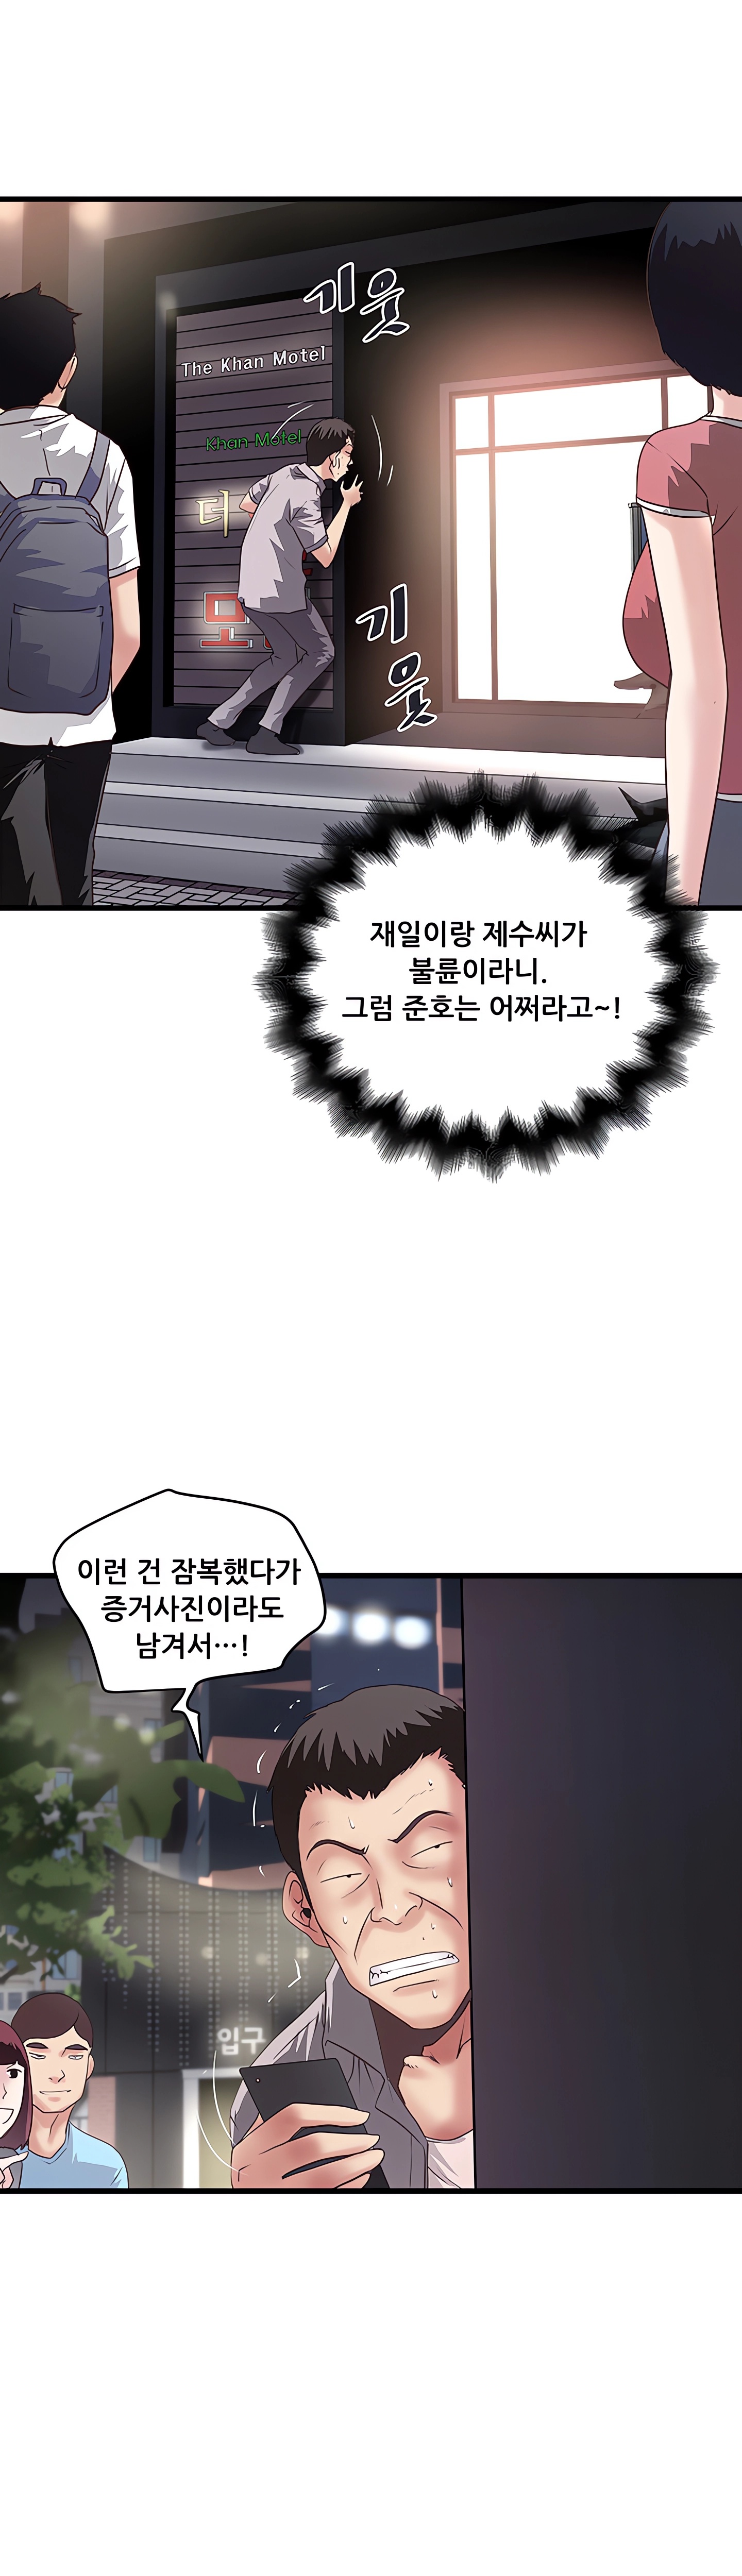 기웃
The Khan Motel
Khan Motel
더
모
기
웃
재일이랑 제수씨가
불륜이라니.
그럼 준호는 어쩌라고~!
이런 건 잠복했다가
증거사진이라도
남겨서…!
입구